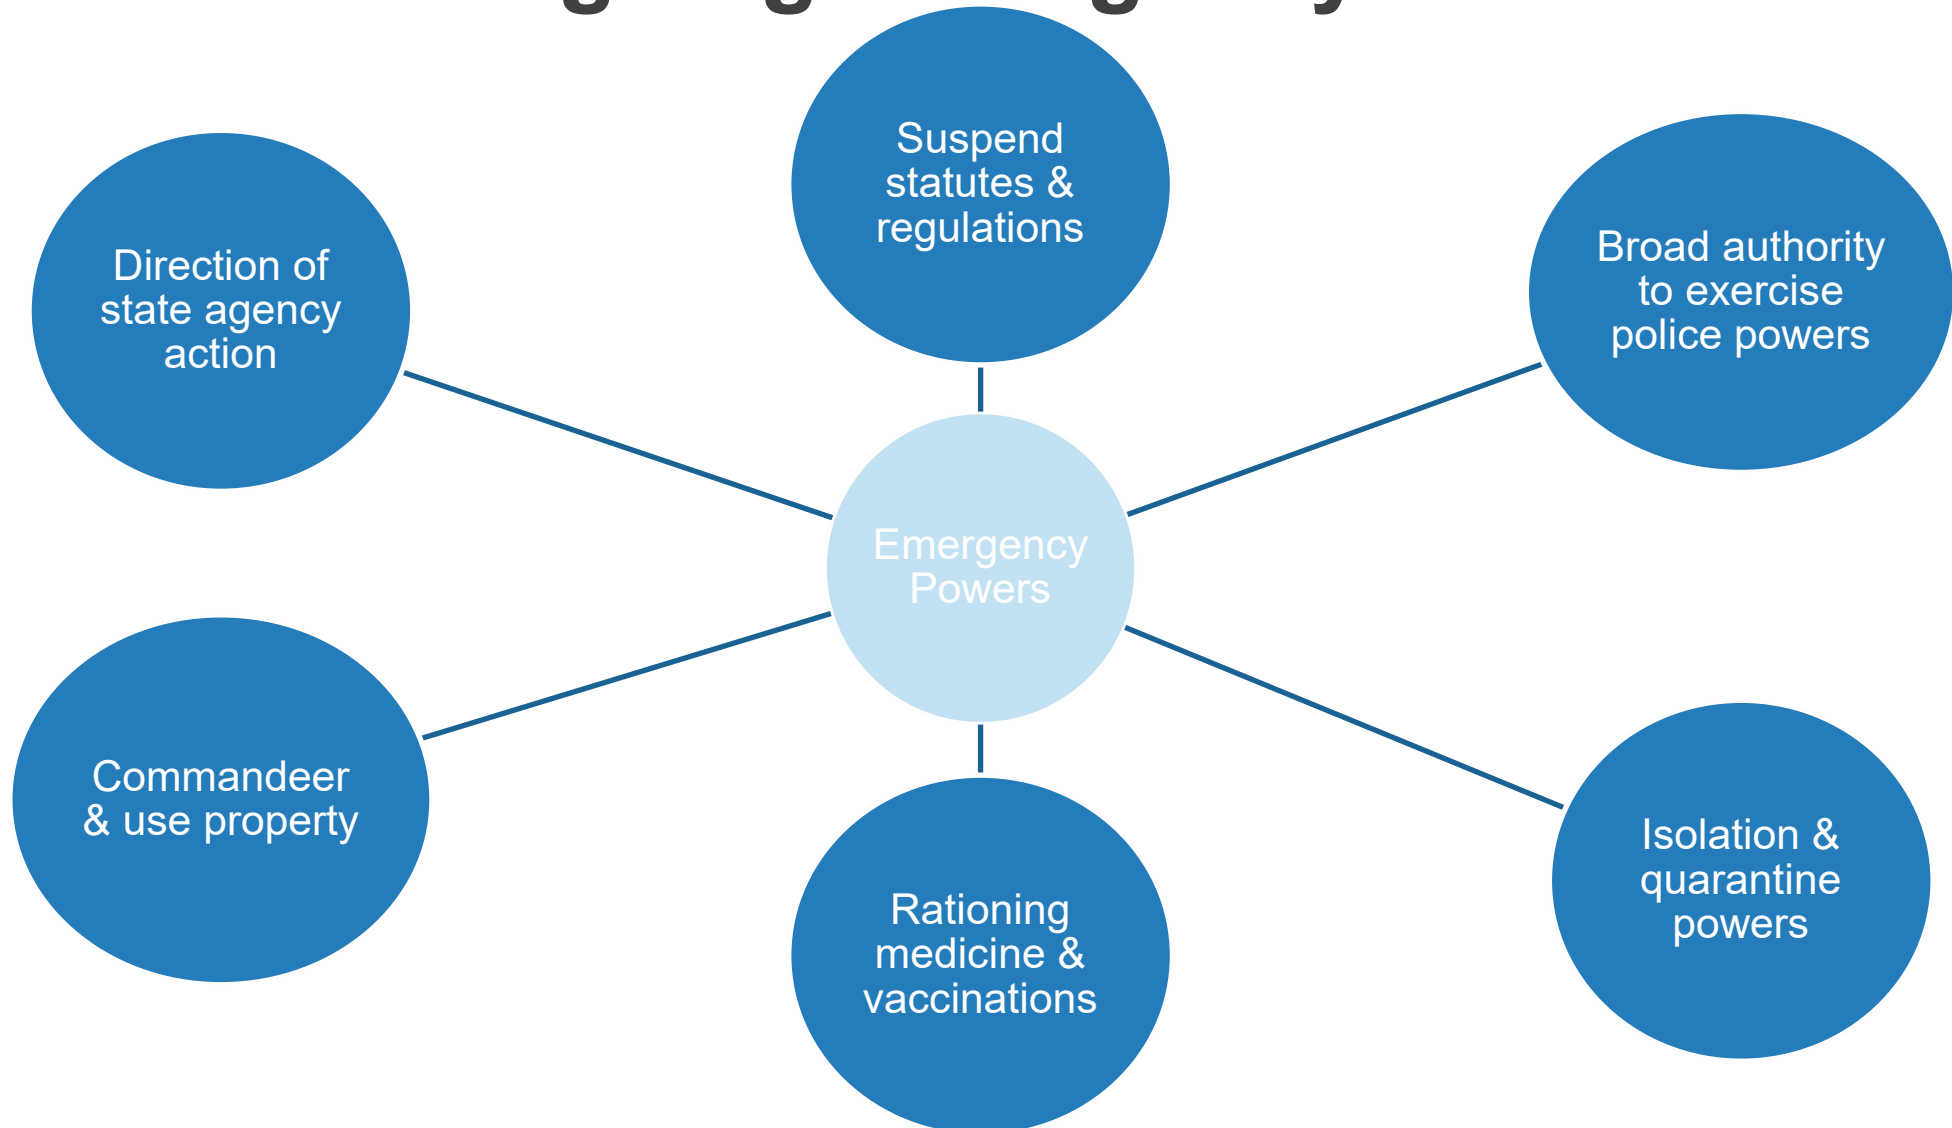 Suspend
statutes &
regulations
Broad authority
to exercise
police powers
Direction of
state agency
action
Emergency
Powers
Commandeer
& use property
Isolation &
quarantine
powers
Rationing
medicine &
vaccinations